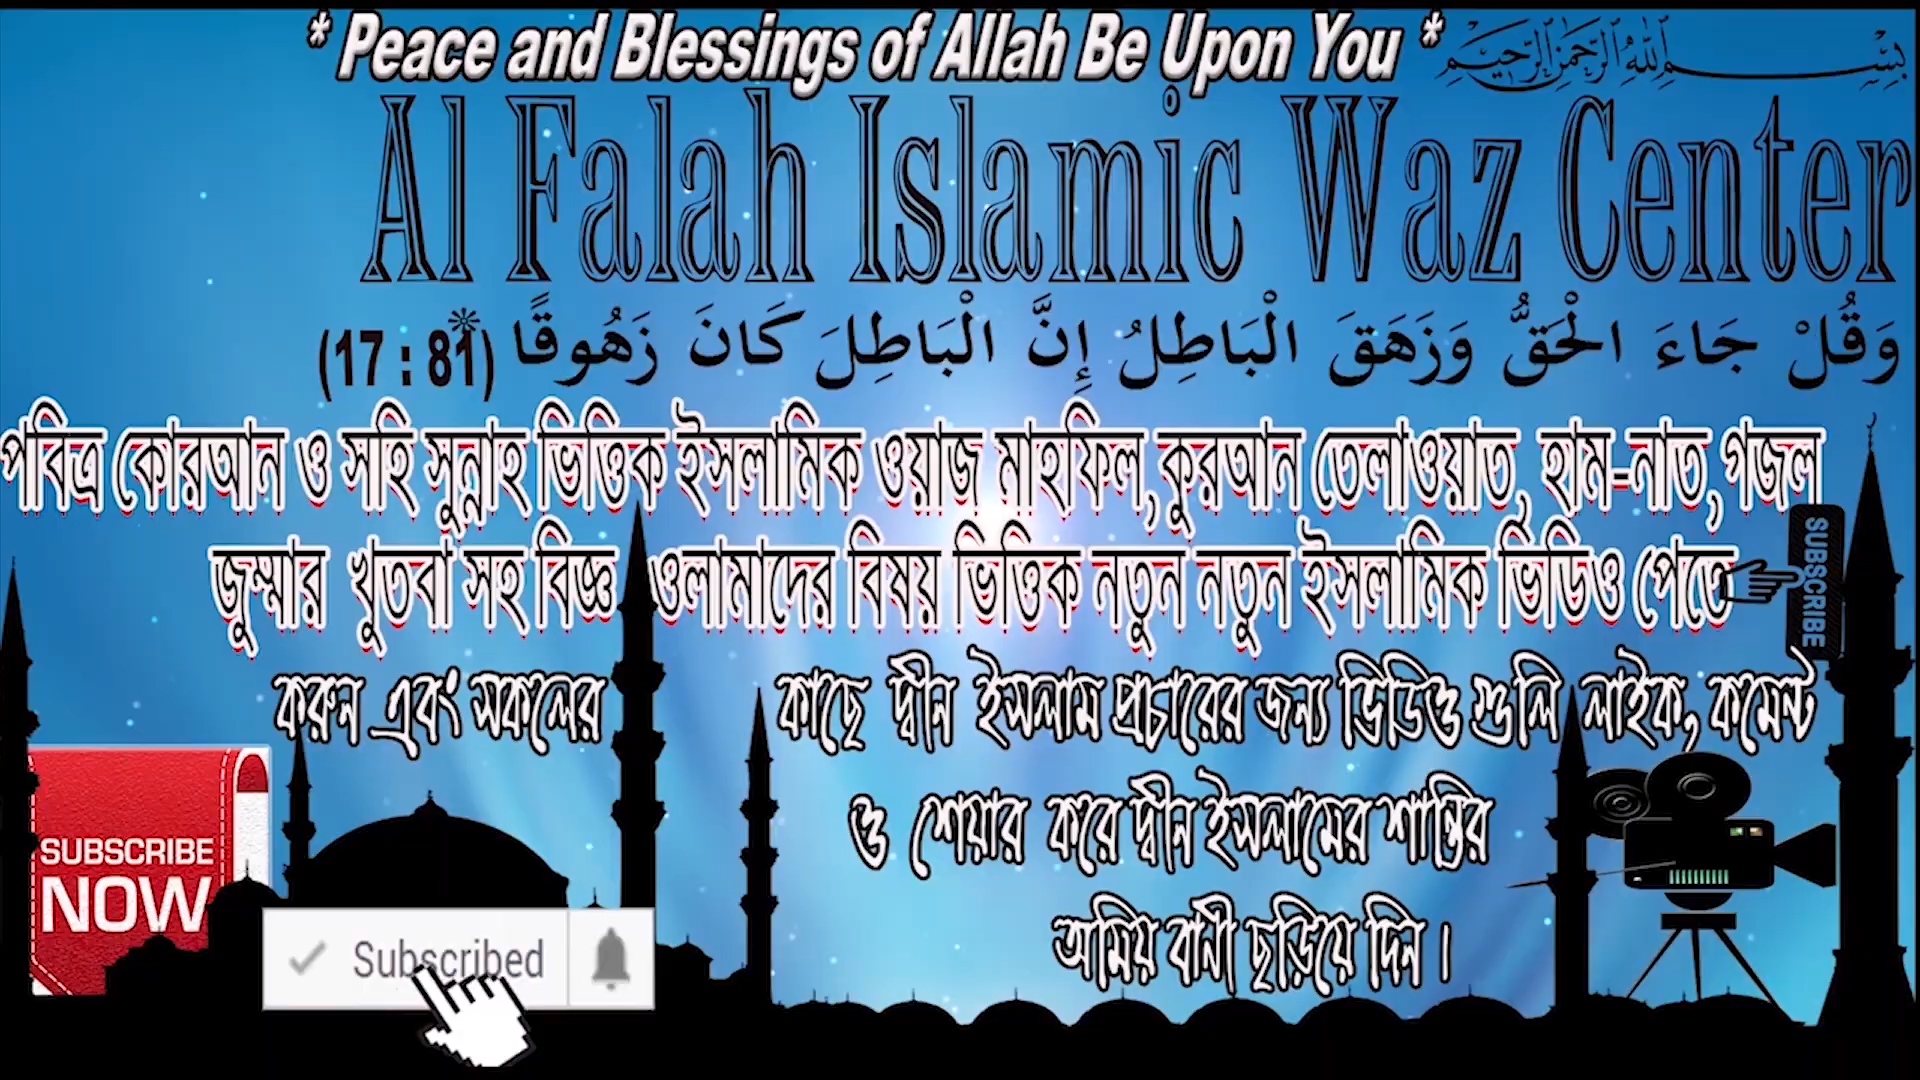 * Peace and Blessings of Allah Be Upon You *
بِسْمِ اللهِ الرَّحْمٰنِ الرَّحِيْمِ
Al Falah Islamic Waz Center
وَقُلْ جَاءَ الْحَقُّ وَزَهَقَ الْبَاطِلُ إِنَّ الْبَاطِلَ كَانَ زَهُوقًا (17 : 81)
পবিত্র কোরআন ও সহি সুন্নাহ ভিত্তিক ইসলামিক ওয়াজ মাহফিল, কুরআন তেলাওয়াত, হাম-নাত, গজল
জুম্মার খুতবা সহ বিজ্ঞ ওলামাদের বিষয় ভিত্তিক নতুন নতুন ইসলামিক ভিডিও পেতে
SUBSCRIBE
করুন এবং সকলের কাছে দ্বীন ইসলাম প্রচারের জন্য ভিডিও গুলি লাইক, কমেন্ট
ও শেয়ার করে দ্বীন ইসলামের শান্তির
অমিয় বানী ছড়িয়ে দিন।
SUBSCRIBE
NOW
Subscribed